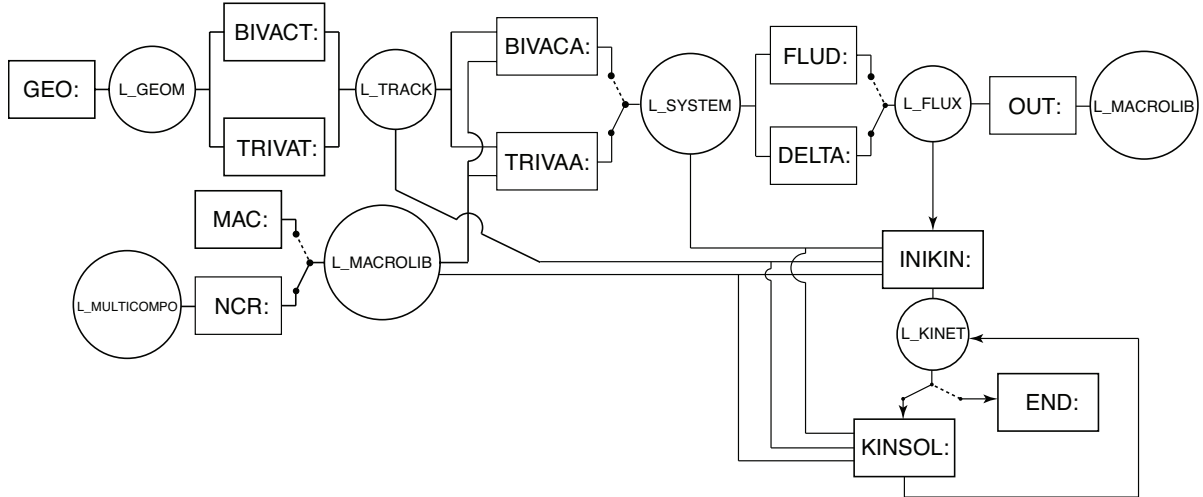 BIVACT:
BIVACA:
FLUD:
GEO:
L_GEOM
L_TRACK
L_SYSTEM
L_FLUX
OUT:
L_MACROLIB
TRIVAT:
TRIVAA:
DELTA:
MAC:
L_MACROLIB
INIKIN:
L_MULTICOMPO
NCR:
L_KINET
END:
KINSOL: